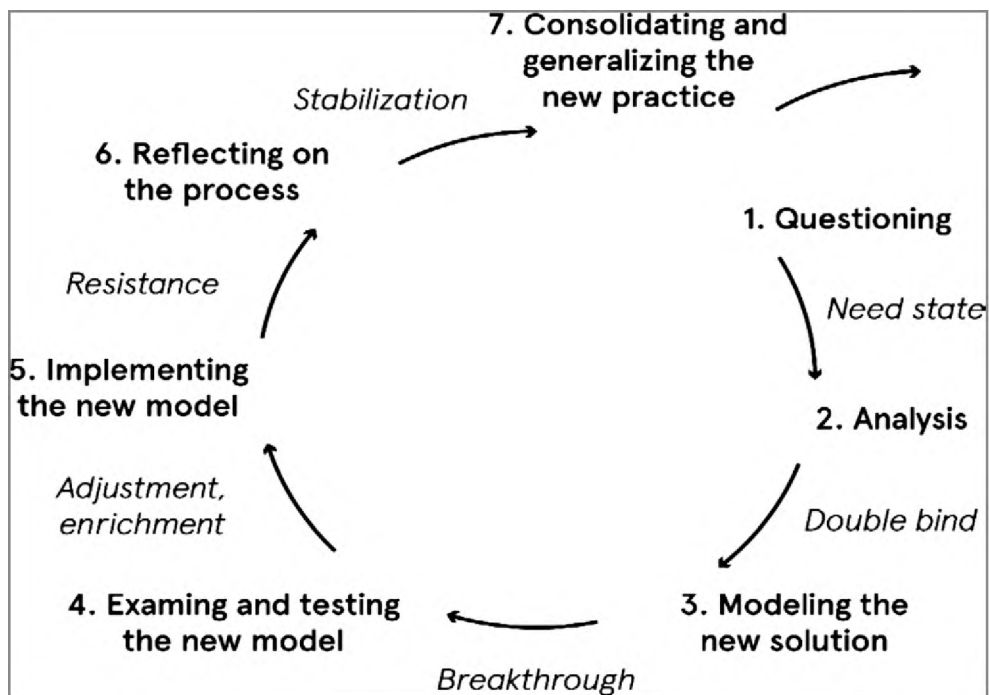 7. Consolidating and
generalizing the
new practice
Stabilization
6. Reflecting on
the process
1. Questioning
Resistance
Need state
5. Implementing
the new model
2. Analysis
Adjustment,
enrichment
Double bind
4. Examing and testing
the new model
3. Modeling the
new solution
Breakthrough